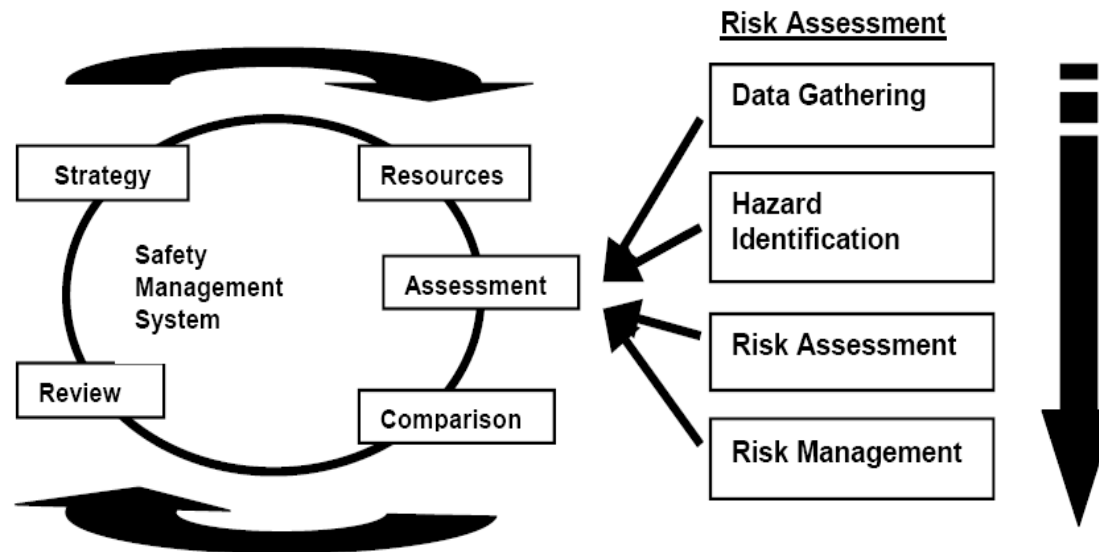 Risk Assessment
Data Gathering
Strategy
Resources
Hazard
Identification
Safety
Management
System
Assessment
Risk Assessment
Review
Comparison
Risk Management